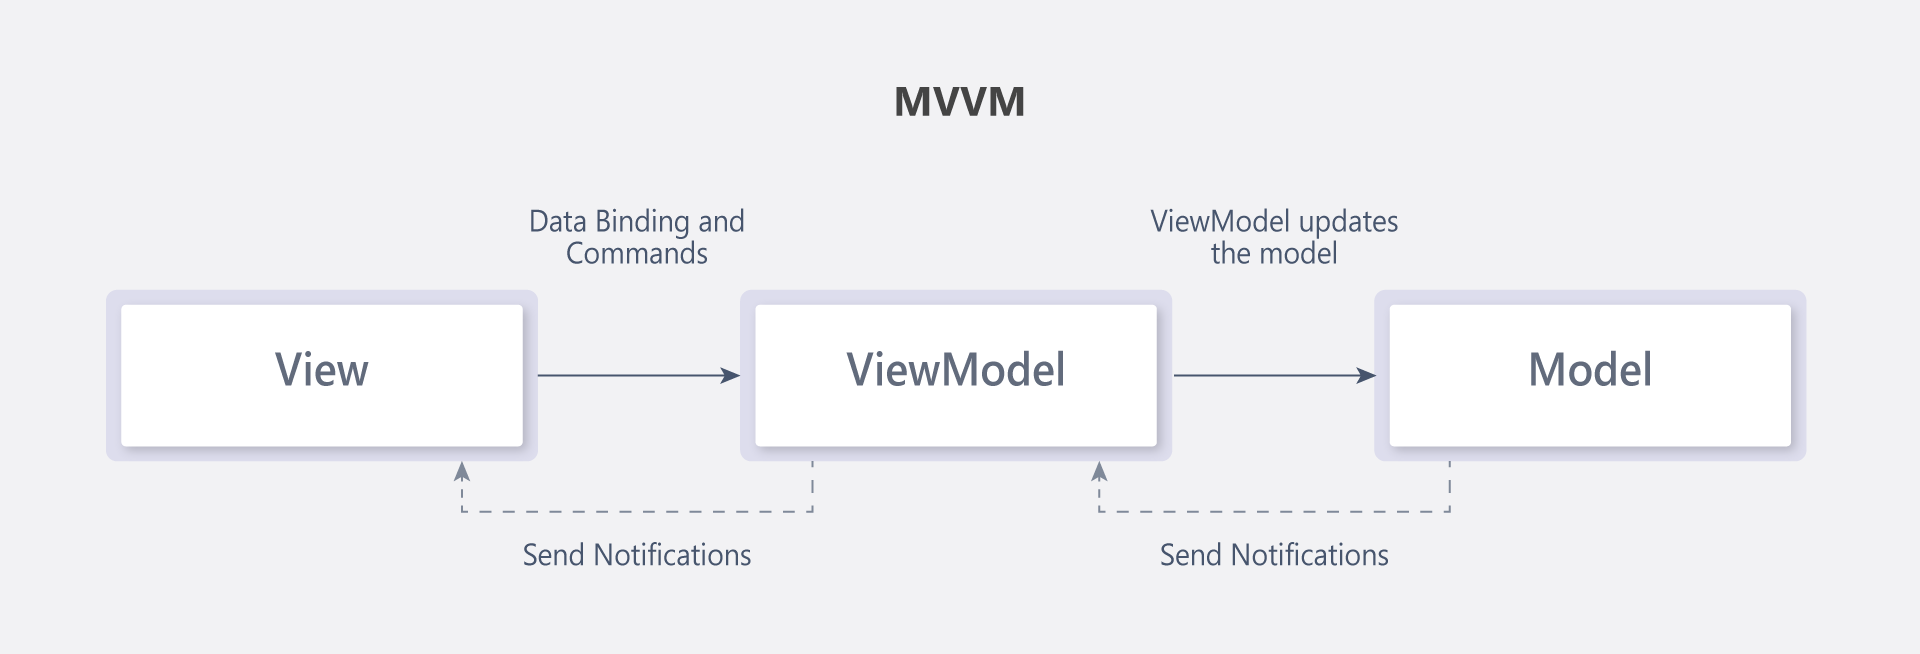 MVVM
Data Binding and
Commands
ViewModel updates
the model
View
ViewModel
Model
Send Notifications
Send Notifications